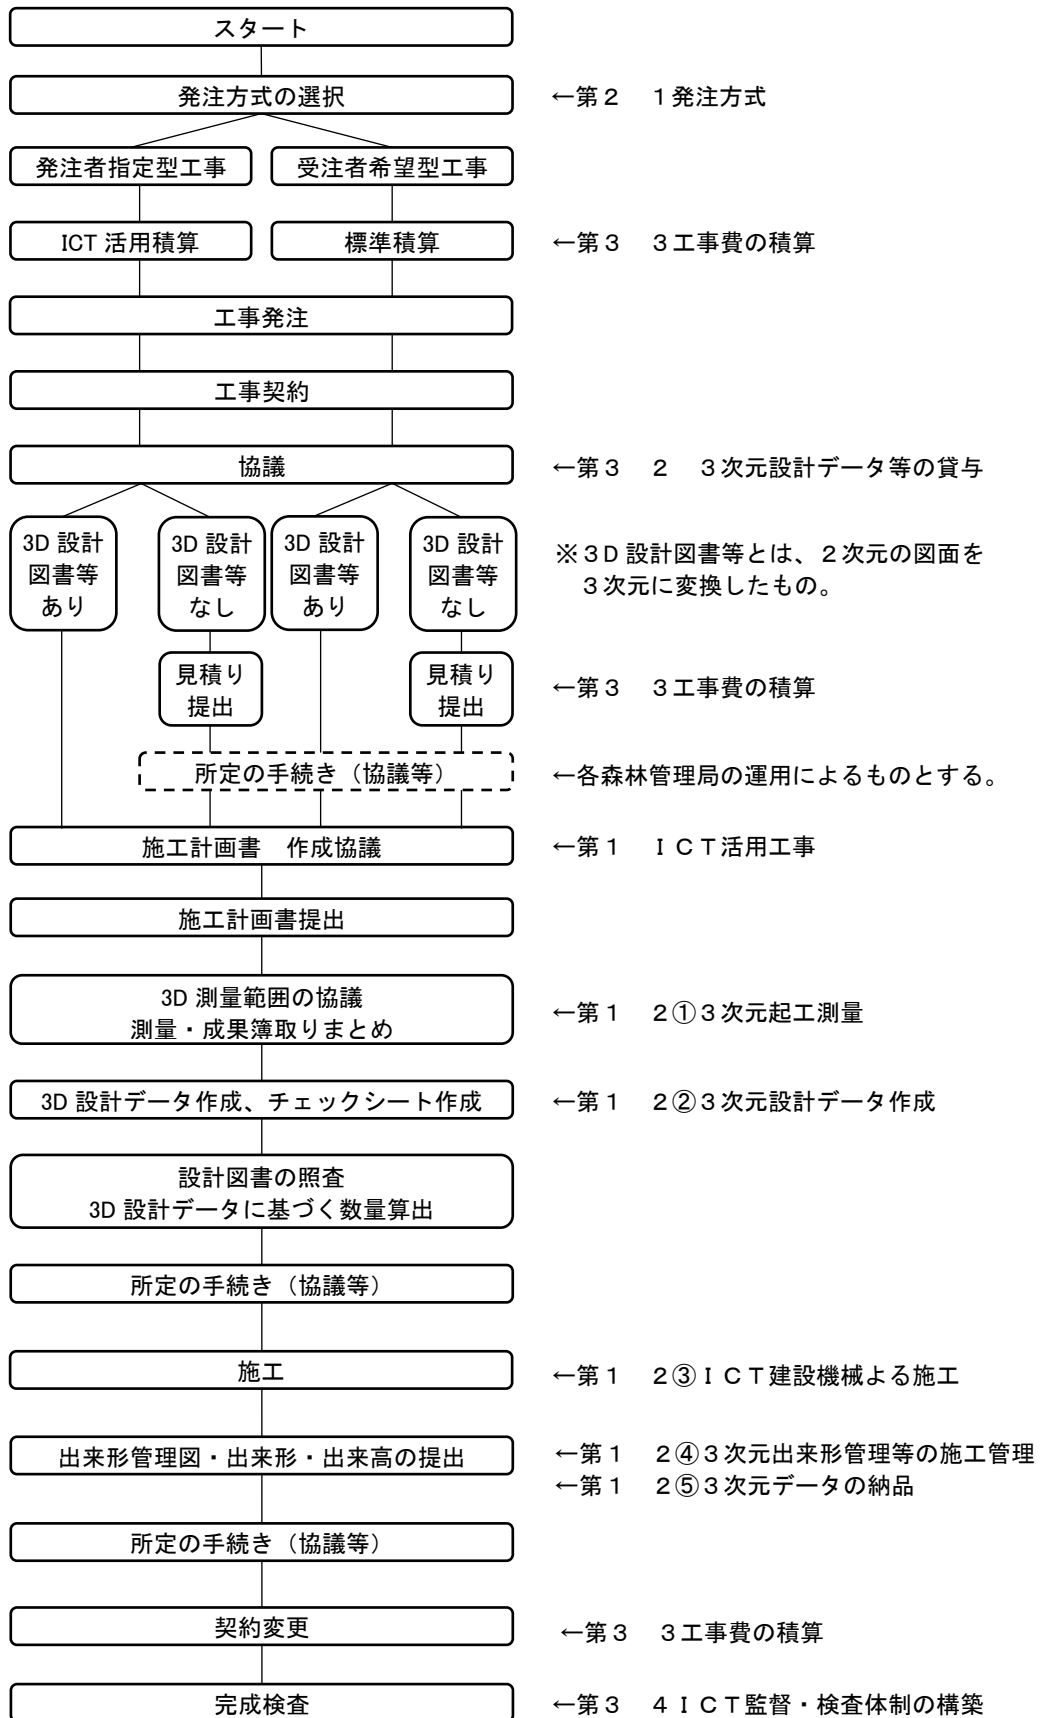 スタート
発注方式の選択
←第２　１発注方式
発注者指定型工事
受注者希望型工事
ICT 活用積算
標準積算
←第３　３工事費の積算
工事発注
工事契約
協議
←第３　２　３次元設計データ等の貸与
3D 設計
図書等
あり
3D 設計
図書等
なし
3D 設計
図書等
あり
3D 設計
図書等
なし
※３D 設計図書等とは、２次元の図面を
３次元に変換したもの。
見積り
提出
見積り
提出
←第３　３工事費の積算
所定の手続き（協議等）
←各森林管理局の運用によるものとする。
施工計画書　作成協議
←第１　ＩＣＴ活用工事
施工計画書提出
3D 測量範囲の協議
測量・成果簿取りまとめ
←第１　２①３次元起工測量
3D 設計データ作成、チェックシート作成
←第１　２②３次元設計データ作成
設計図書の照査
3D 設計データに基づく数量算出
所定の手続き（協議等）
施工
←第１　２③ＩＣＴ建設機械よる施工
出来形管理図・出来形・出来高の提出
←第１　２④３次元出来形管理等の施工管理
←第１　２⑤３次元データの納品
所定の手続き（協議等）
契約変更
←第３　３工事費の積算
完成検査
←第３　４ＩＣＴ監督・検査体制の構築